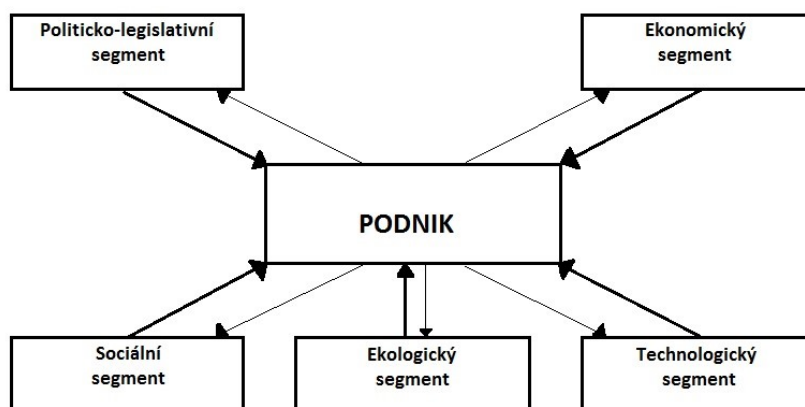 Politicko-legislativní
segment
Ekonomický
segment
PODNIK
Sociální
segment
Ekologický
segment
Technologický
segment